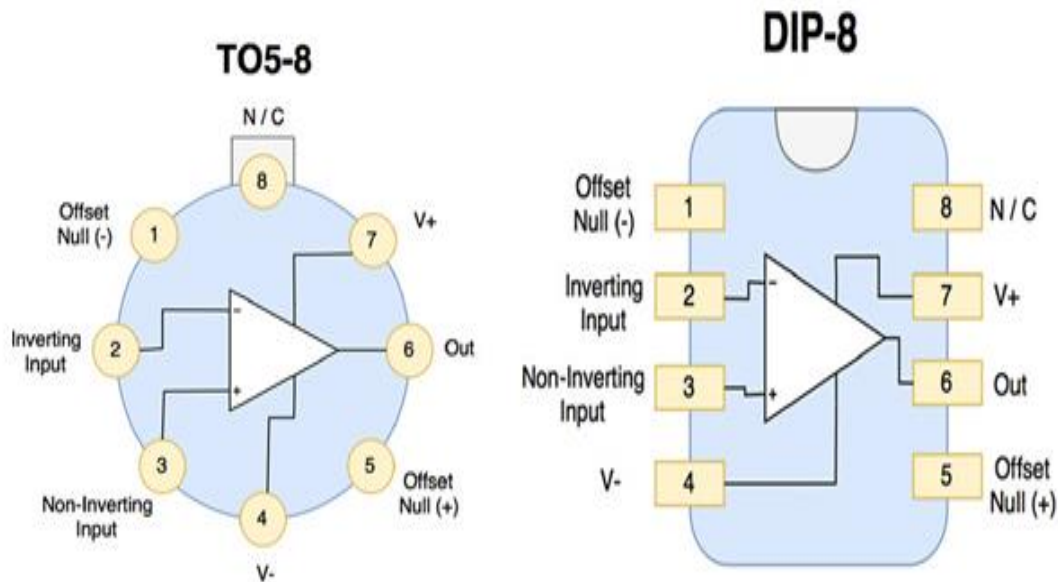 TO5-8
N / C
8
Offset
Null (-)
1
7
V+
Inverting
Input
2
−
6
Out
+
3
Non-Inverting
Input
4
V-
5
Offset
Null (+)
DIP-8
Offset
Null (-)
1
8
N / C
Inverting
Input
2
−
7
V+
Non-Inverting
Input
3
+
6
Out
V-
4
5
Offset
Null (+)